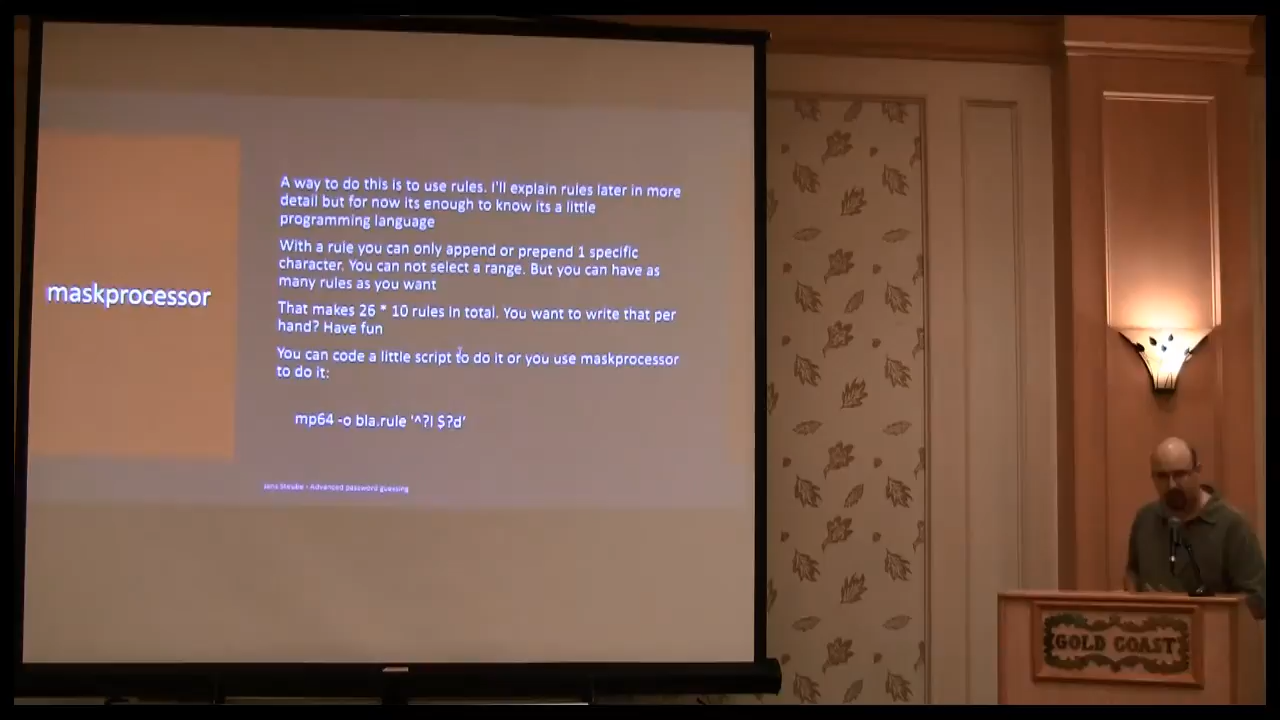 A way to do this is to use rules. I'll explain rules later in more
detail but for now its enough to know its a little
programming language
With a rule you can only append or prepend 1 specific
character. You can not select a range. But you can have as
many rules as you want
maskprocessor
That makes 26 * 10 rules in total. You want to write that per
hand? Have fun
You can code a little script to do it or you use maskprocessor
to do it:
mp64 -o bla.rule '^?l $?d'
Jens Steube - Advanced password guessing
GOLD COAST